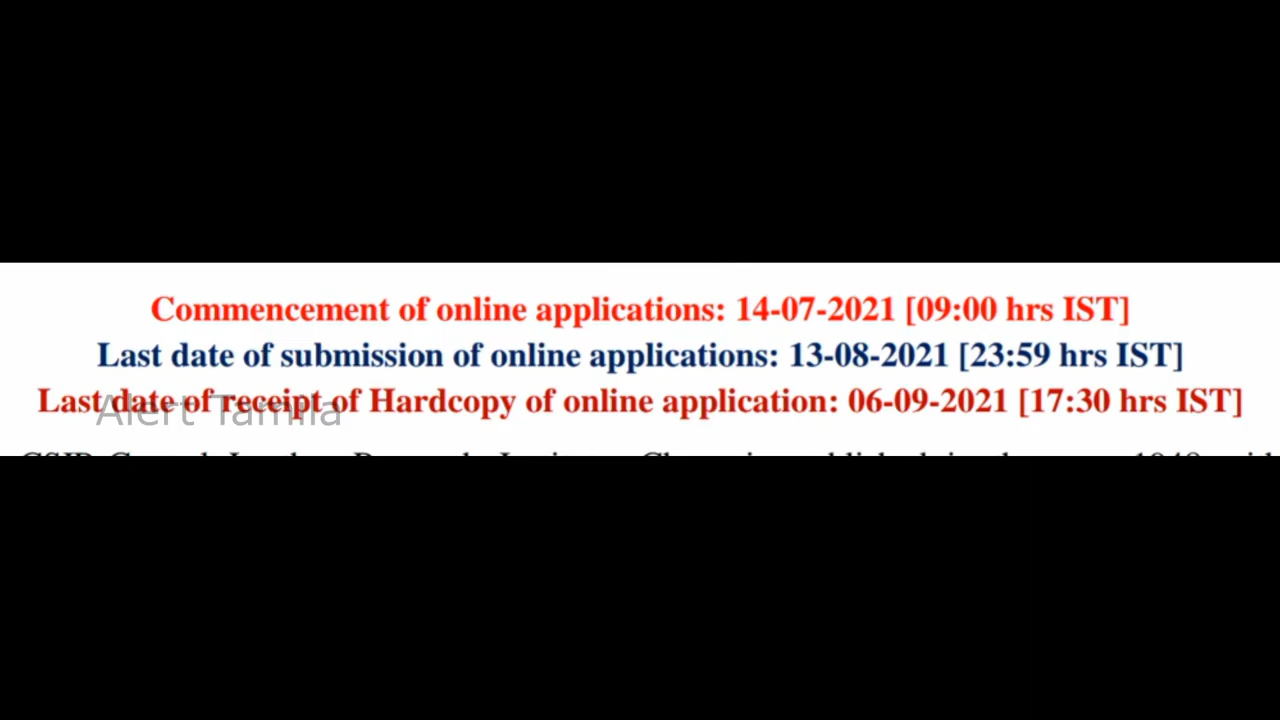 Commencement of online applications: 14-07-2021 [09:00 hrs IST]
Last date of submission of online applications: 13-08-2021 [23:59 hrs IST]
Last date of receipt of Hardcopy of online application: 06-09-2021 [17:30 hrs IST]
Alert Tamila